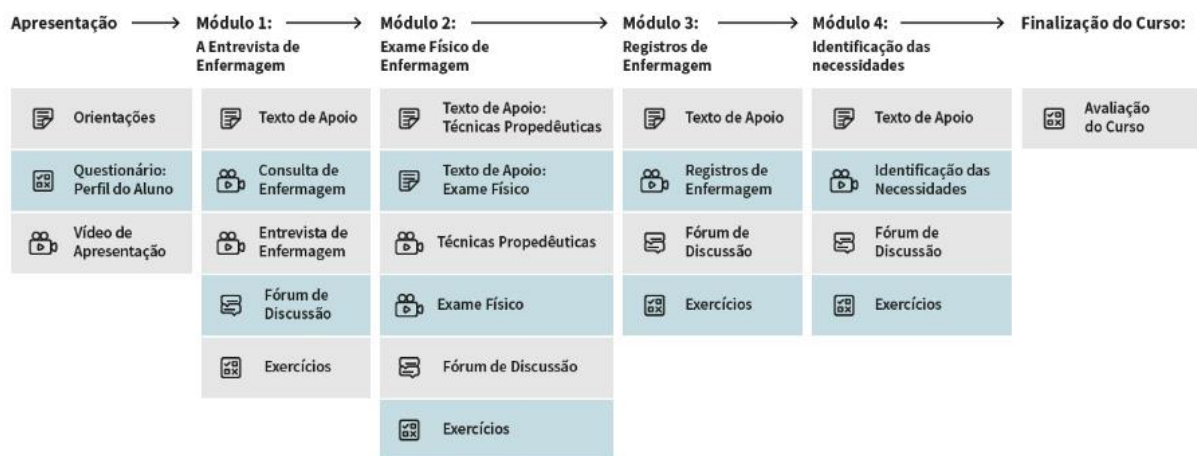 Apresentação
Orientações
Questionário:
Perfil do Aluno
Vídeo de
Apresentação
Módulo 1:
A Entrevista de
Enfermagem
Texto de Apoio
Consulta de
Enfermagem
Entrevista de
Enfermagem
Fórum de
Discussão
Exercícios
Módulo 2:
Exame Físico de
Enfermagem
Texto de Apoio:
Técnicas Propedêuticas
Texto de Apoio:
Exame Físico
Técnicas Propedêuticas
Exame Físico
Fórum de Discussão
Exercícios
Módulo 3:
Registros de
Enfermagem
Texto de Apoio
Registros de
Enfermagem
Fórum de
Discussão
Exercícios
Módulo 4:
Identificação das
necessidades
Texto de Apoio
Identificação das
Necessidades
Fórum de
Discussão
Exercícios
Finalização do Curso:
Avaliação
do Curso